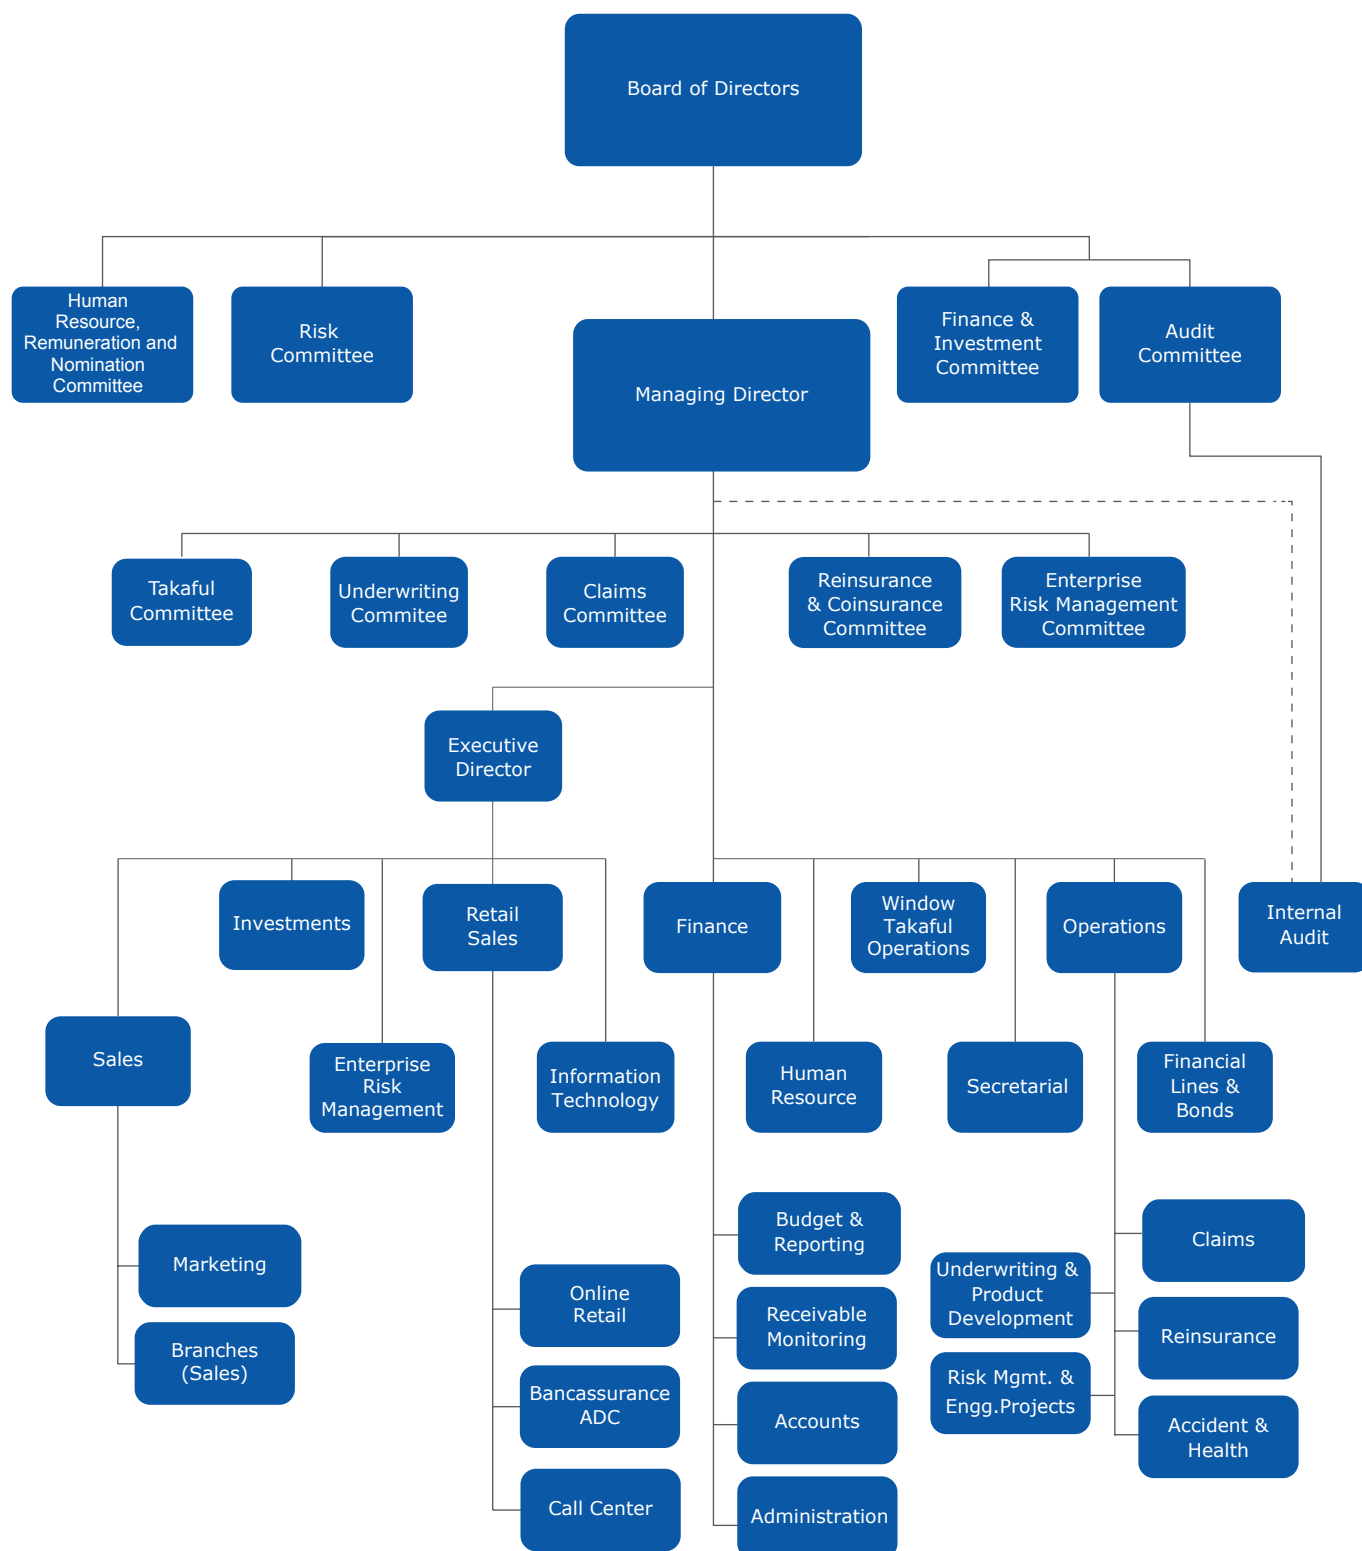 Board of Directors
Human
Resource,
Remuneration and
Nomination
Committee
Risk
Committee
Managing Director
Finance &
Investment
Committee
Audit
Committee
Takaful
Committee
Underwriting
Commitee
Claims
Committee
Reinsurance
& Coinsurance
Committee
Enterprise
Risk Management
Committee
Executive
Director
Investments
Retail
Sales
Finance
Window
Takaful
Operations
Operations
Internal
Audit
Sales
Enterprise
Risk
Management
Information
Technology
Human
Resource
Secretarial
Financial
Lines &
Bonds
Marketing
Branches
(Sales)
Online
Retail
Bancassurance
ADC
Call Center
Budget &
Reporting
Receivable
Monitoring
Accounts
Administration
Underwriting &
Product
Development
Risk Mgmt. &
Engg.Projects
Claims
Reinsurance
Accident &
Health